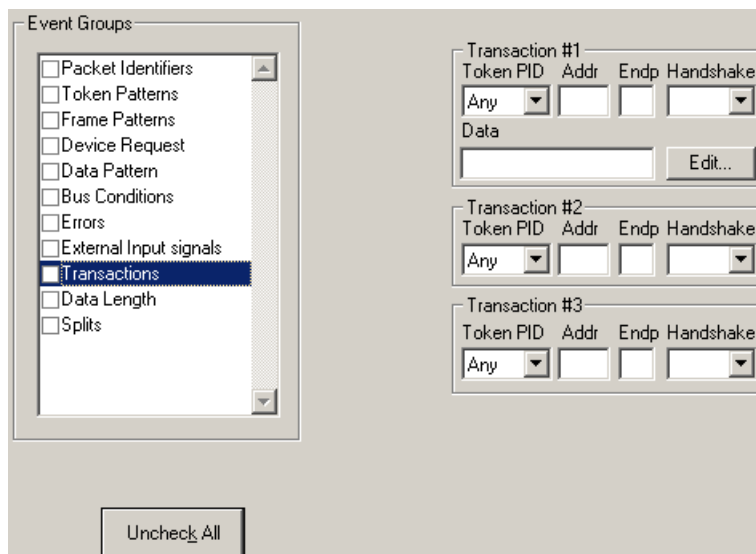 Event Groups
Packet Identifiers
Token Patterns
Frame Patterns
Device Request
Data Pattern
Bus Conditions
Errors
External Input signals
Transactions
Data Length
Splits
Uncheck All
Transaction #1
Token PID Addr Endp Handshake
Any
Data
Edit...
Transaction #2
Token PID Addr Endp Handshake
Any
Transaction #3
Token PID Addr Endp Handshake
Any